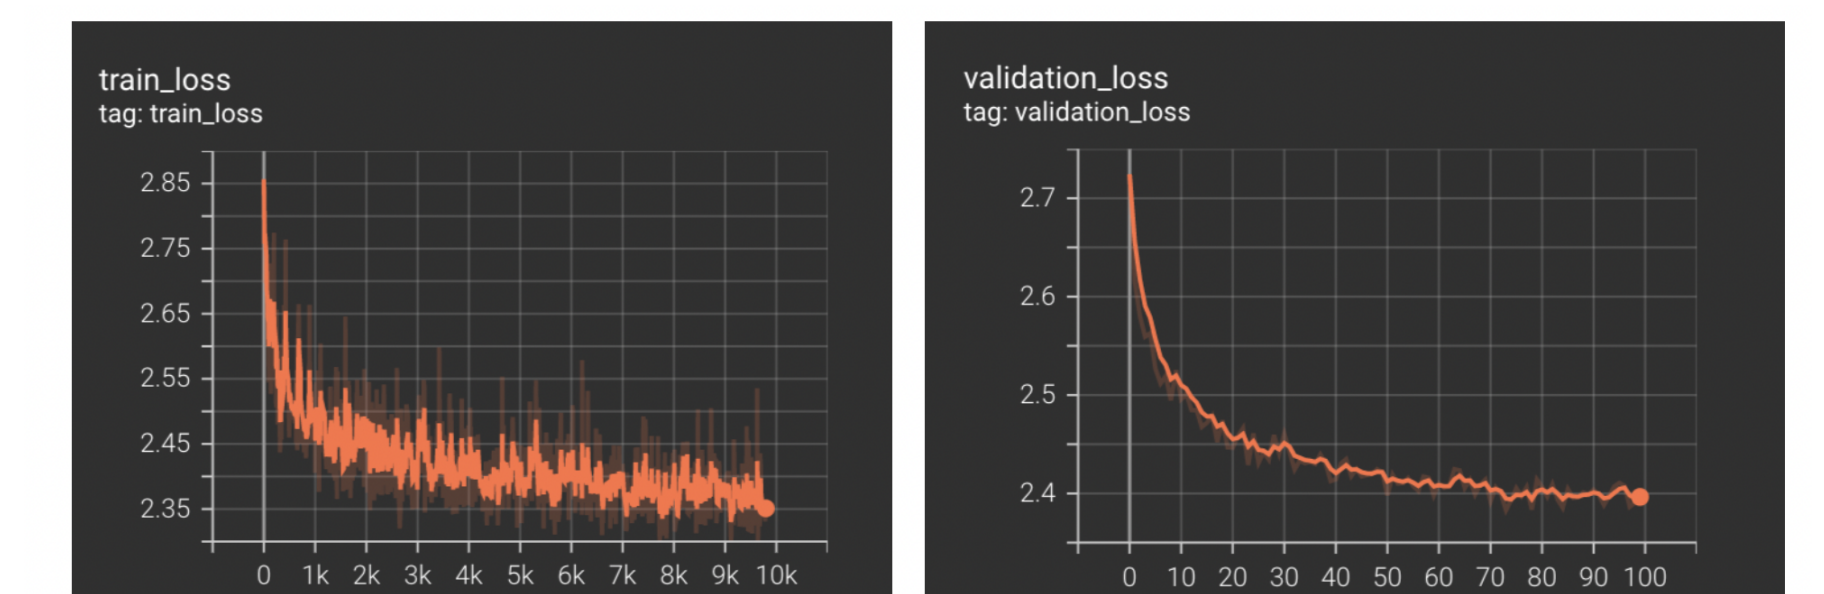 train_loss
tag: train_loss
2.85
2.75
2.65
2.55
2.45
2.35
0 1k 2k 3k 4k 5k 6k 7k 8k 9k 10k
validation_loss
tag: validation_loss
2.7
2.6
2.5
2.4
0 10 20 30 40 50 60 70 80 90 100